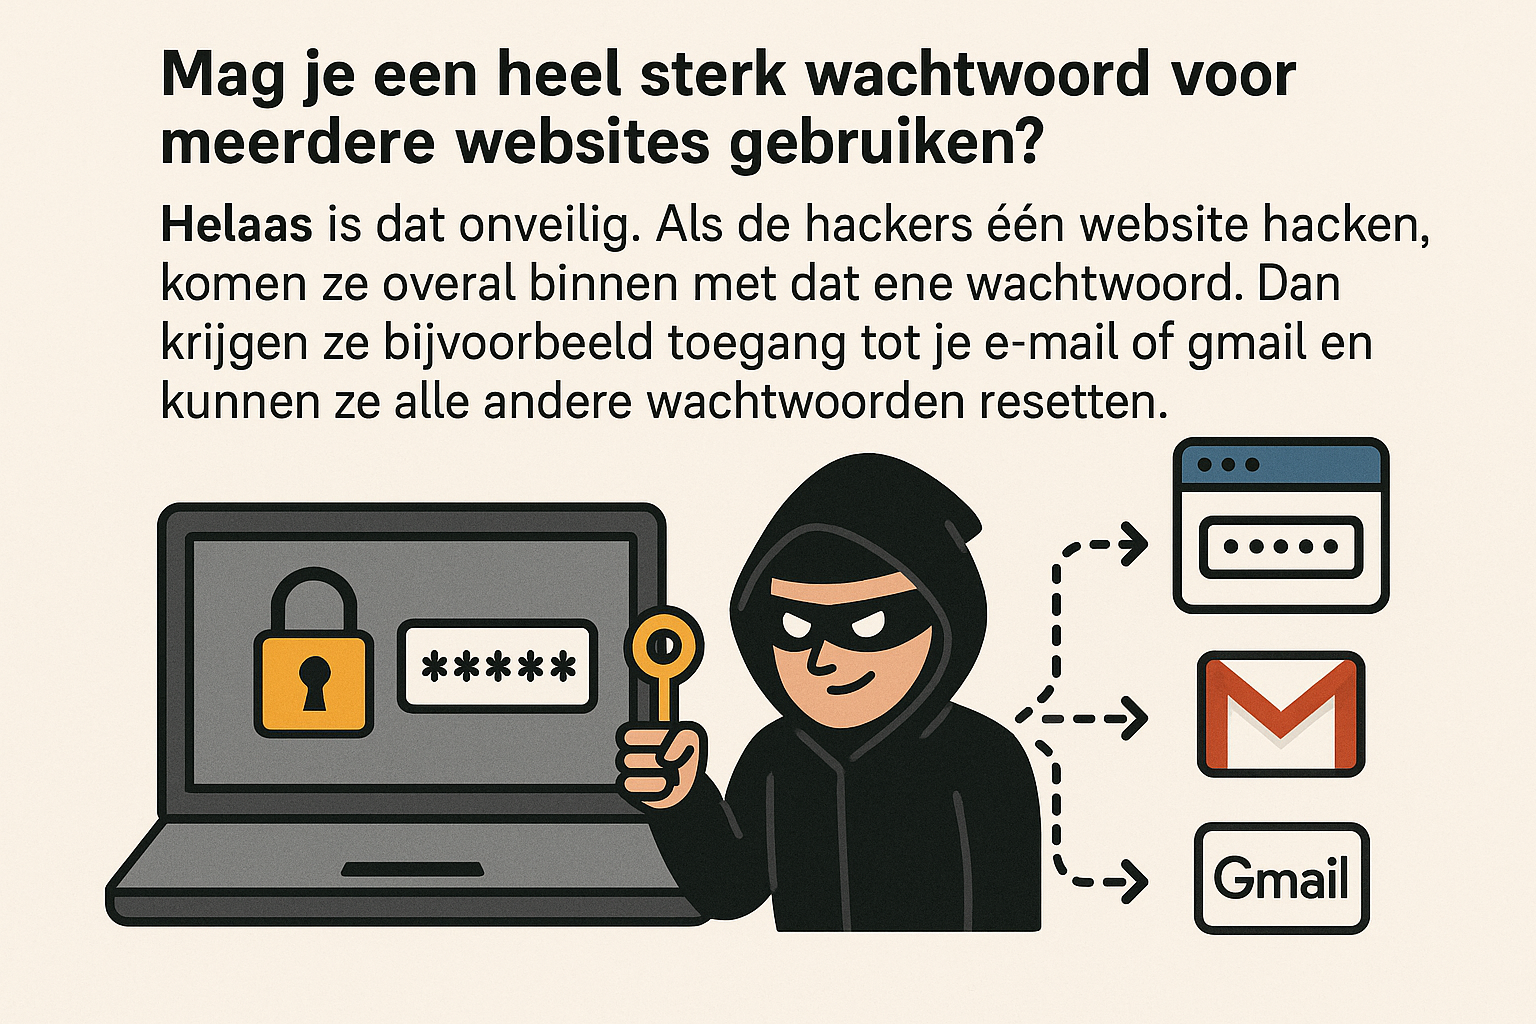 Mag je een heel sterk wachtwoord voor
meerdere websites gebruiken?
Helaas is dat onveilig. Als de hackers één website hacken,
komen ze overal binnen met dat ene wachtwoord. Dan
krijgen ze bijvoorbeeld toegang tot je e-mail of gmail en
kunnen ze alle andere wachtwoorden resetten.
*****
Gmail